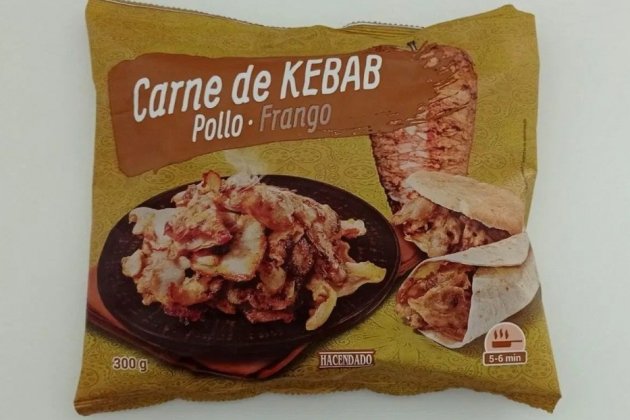 Carne de KEBAB
Pollo · Frango
300 g
HACENDADO
5-6 min